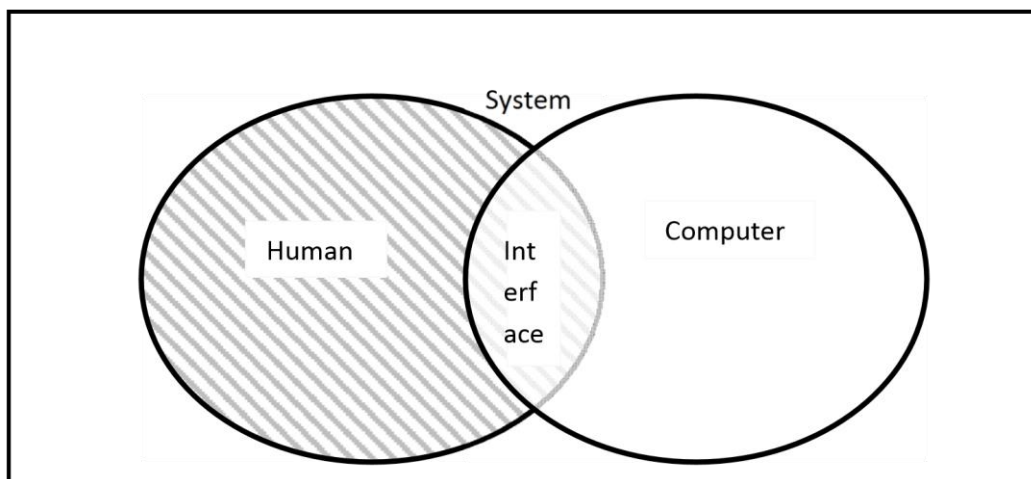 System
Human
Int
erf
ace
Computer